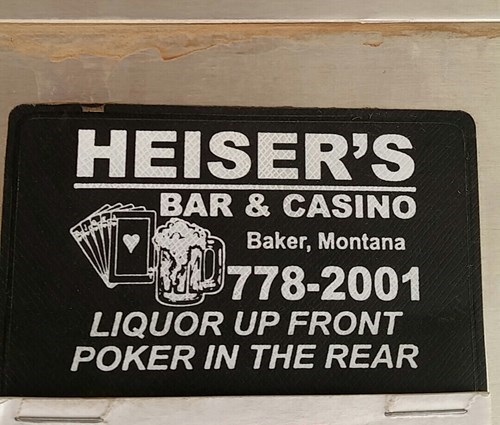 HEISER'S
BAR & CASINO
Baker, Montana
778-2001
LIQUOR UP FRONT
POKER IN THE REAR